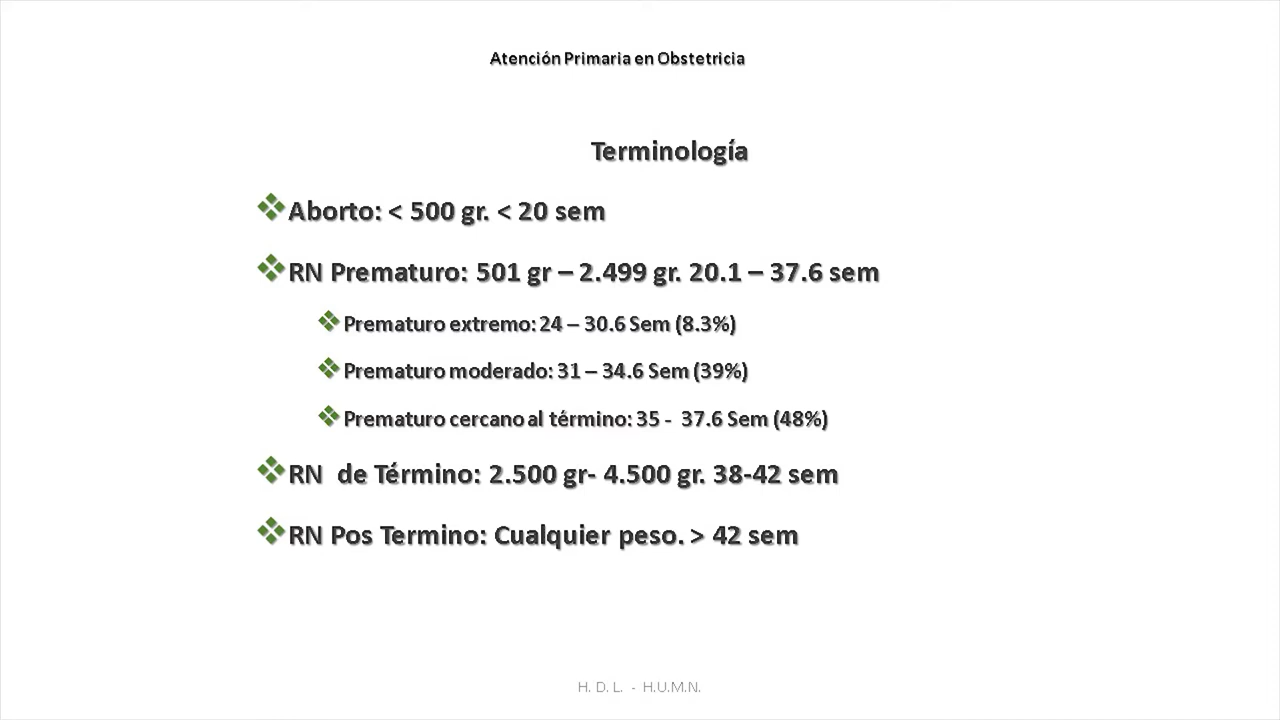 Atención Primaria en Obstetricia
Terminología
Aborto: < 500 gr. < 20 sem
RN Prematuro: 501 gr – 2.499 gr. 20.1 – 37.6 sem
Prematuro extremo: 24 – 30.6 Sem (8.3%)
Prematuro moderado: 31 – 34.6 Sem (39%)
Prematuro cercano al término: 35 - 37.6 Sem (48%)
RN de Término: 2.500 gr- 4.500 gr. 38-42 sem
RN Pos Termino: Cualquier peso. > 42 sem
H. D. L. - H.U.M.N.